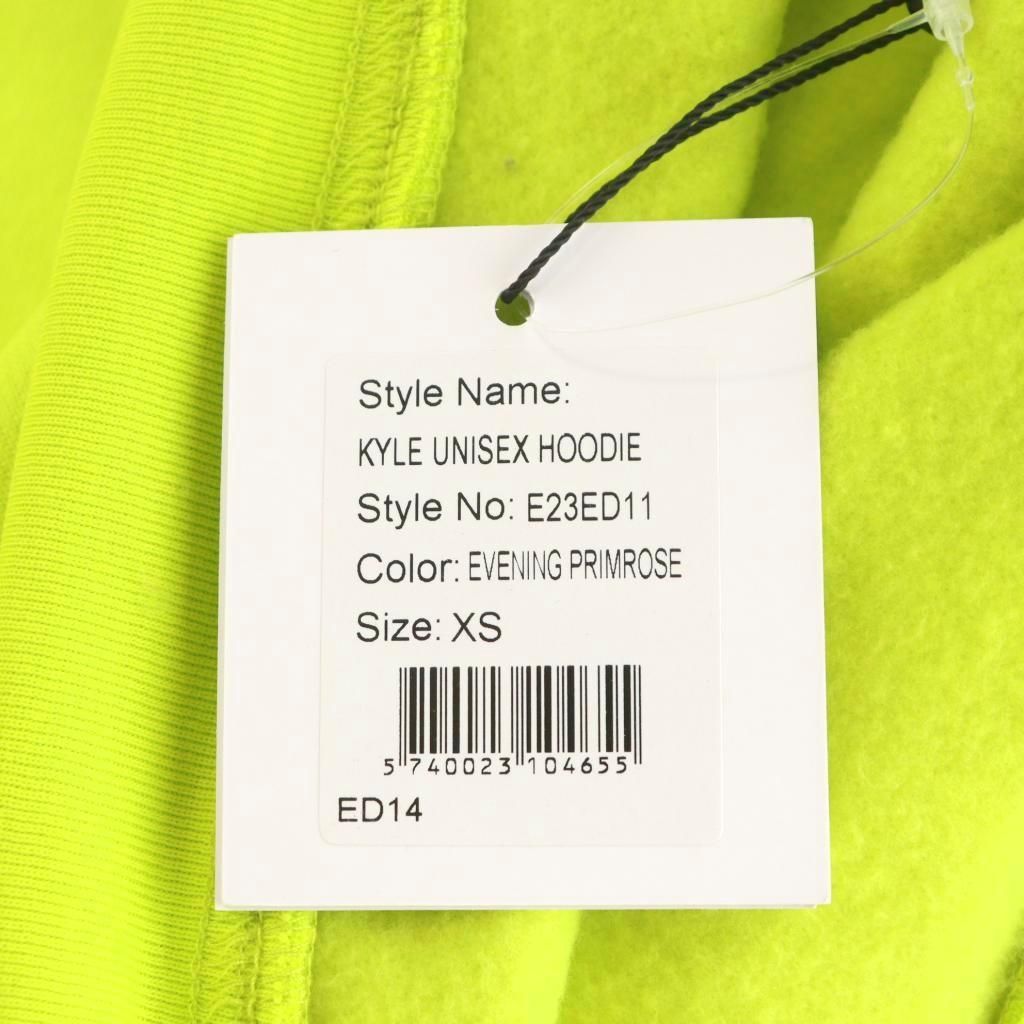 Style Name:
KYLE UNISEX HOODIE
Style No: E23ED11
Color: EVENING PRIMROSE
Size: XS
5 740023 104655
ED14